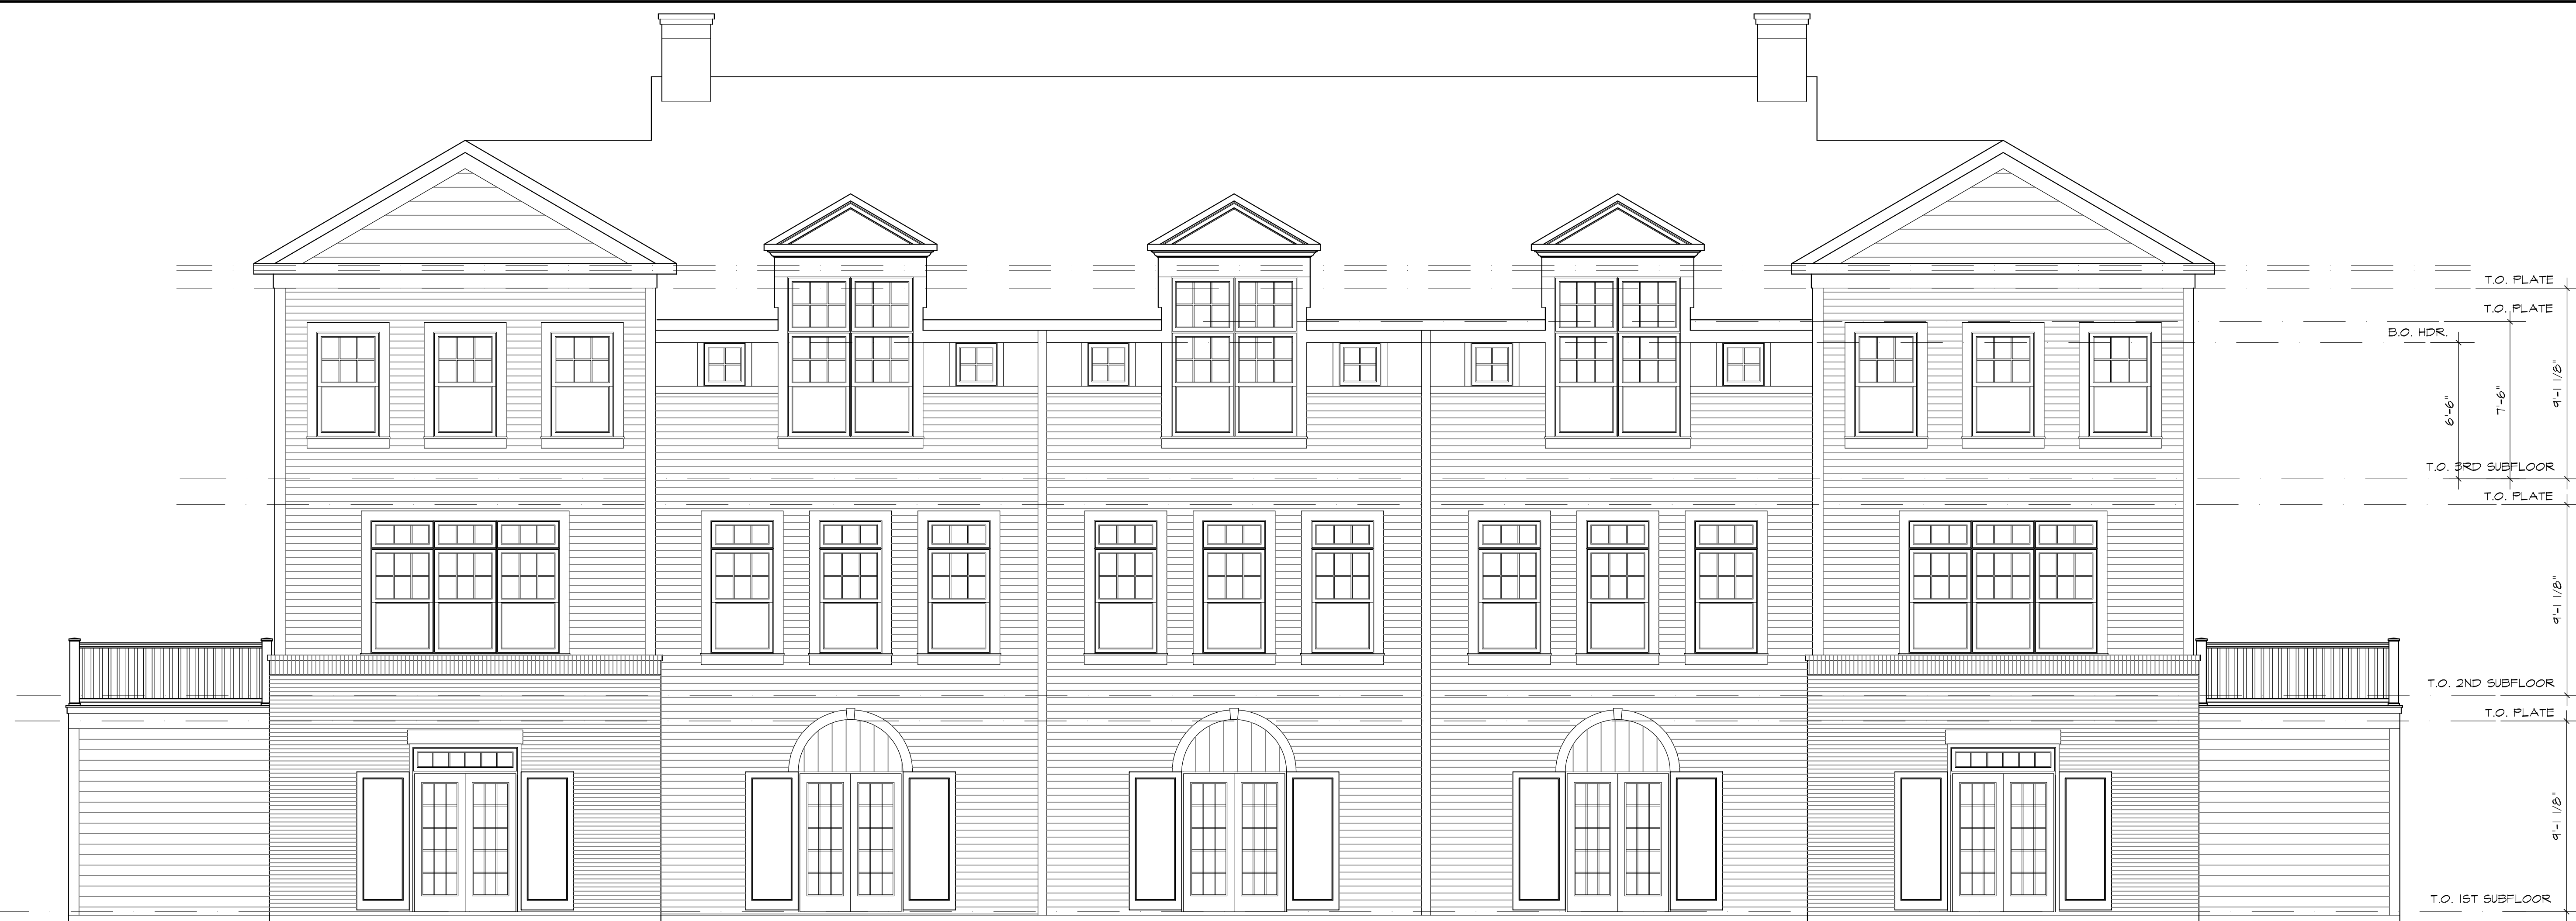 T.O. PLATE
T.O. PLATE
B.O. HDR.
6'-6"
7'-6"
9'-1 1/8"
T.O. 3RD SUBFLOOR
T.O. PLATE
9'-1 1/8"
T.O. 2ND SUBFLOOR
T.O. PLATE
9'-1 1/8"
T.O. 1ST SUBFLOOR